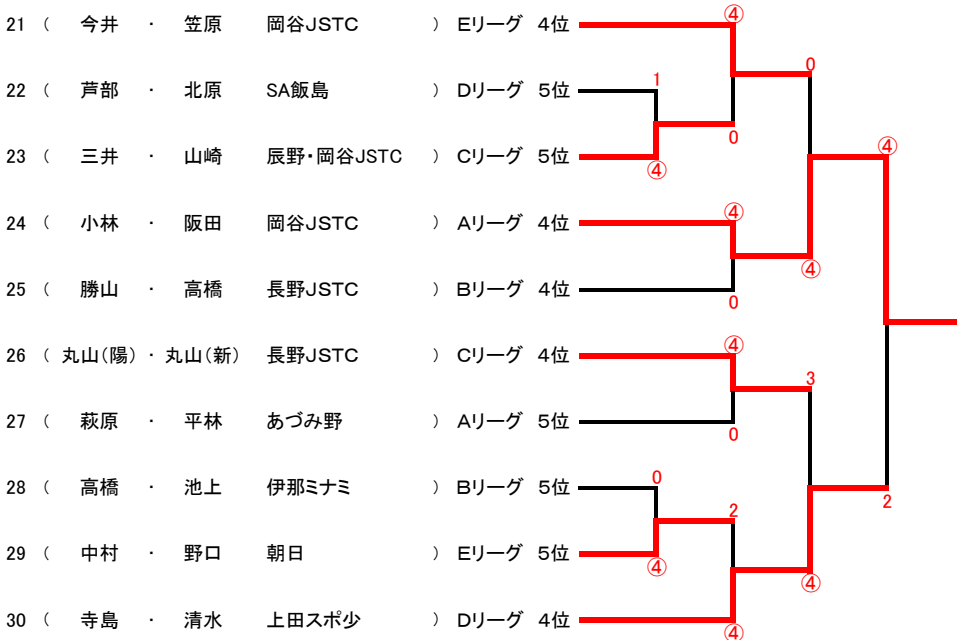 21 ( 今井 ・ 笠原 岡谷JSTC ) Eリーグ 4位
④
0
22 ( 芦部 ・ 北原 SA飯島 ) Dリーグ 5位
1
0
④
23 ( 三井 ・ 山崎 辰野・岡谷JSTC ) Cリーグ 5位
④
24 ( 小林 ・ 阪田 岡谷JSTC ) Aリーグ 4位
④
④
25 ( 勝山 ・ 高橋 長野JSTC ) Bリーグ 4位
0
26 ( 丸山(陽) ・ 丸山(新) 長野JSTC ) Cリーグ 4位
④
3
27 ( 萩原 ・ 平林 あづみ野 ) Aリーグ 5位
0
28 ( 高橋 ・ 池上 伊那ミナミ ) Bリーグ 5位
0
2
2
29 ( 中村 ・ 野口 朝日 ) Eリーグ 5位
④
④
30 ( 寺島 ・ 清水 上田スポ少 ) Dリーグ 4位
④